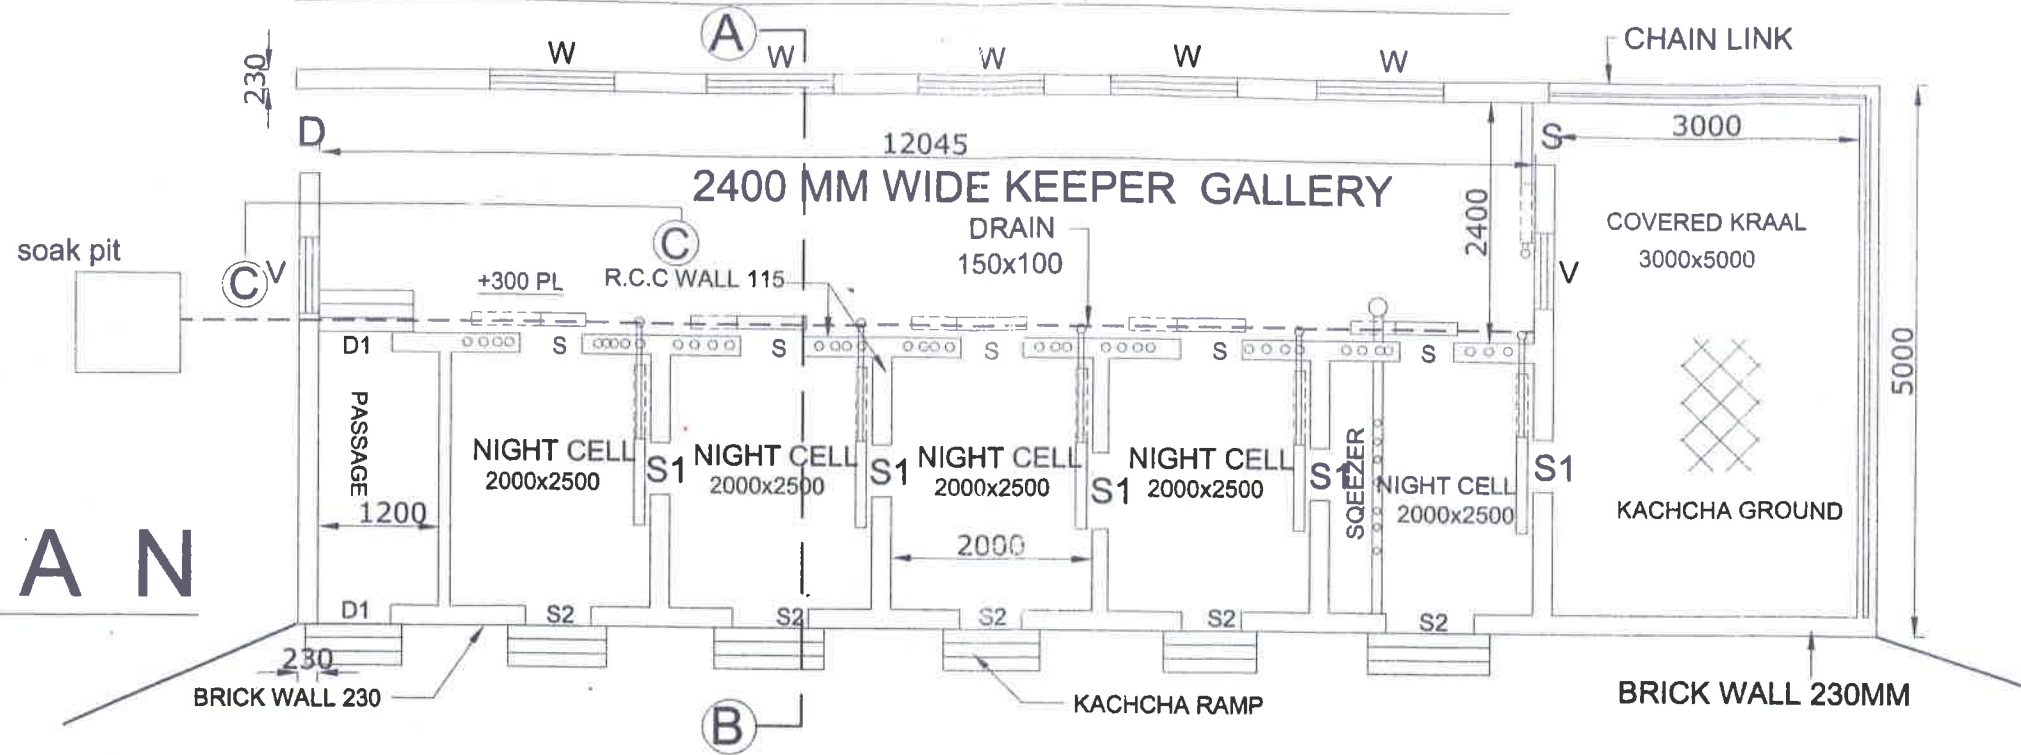 A
W
W
W
W
W
CHAIN LINK
230
D
12045
S
3000
2400 MM WIDE KEEPER GALLERY
2400
COVERED KRAAL
3000x5000
soak pit
C
C
V
DRAIN
150x100
V
+300 PL
R.C.C WALL 115
D1
S
S
S
S
S
5000
PASSAGE
NIGHT CELL
2000x2500
S1
NIGHT CELL
2000x2500
S1
NIGHT CELL
2000x2500
S1
NIGHT CELL
2000x2500
S1
SQEEZER
NIGHT CELL
2000x2500
S1
KACHCHA GROUND
1200
2000
A N
D1
S2
S2
S2
S2
S2
230
BRICK WALL 230
B
KACHCHA RAMP
BRICK WALL 230MM